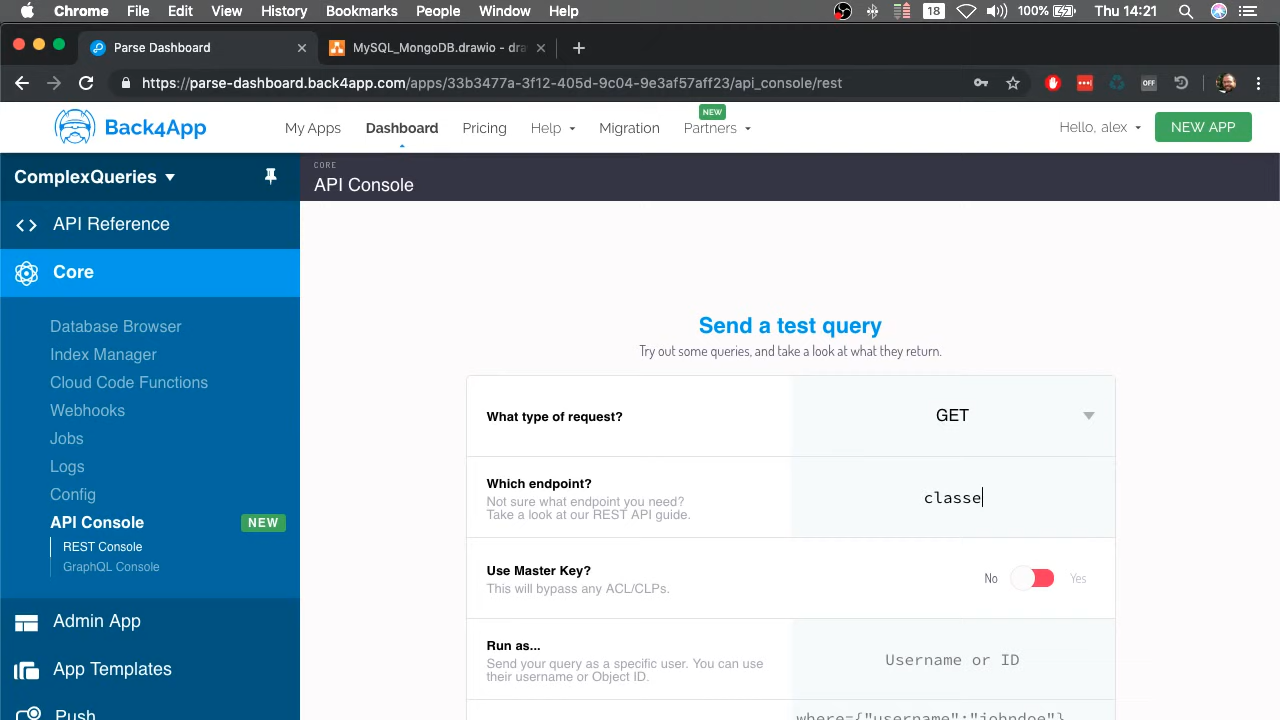 Chrome File Edit View History Bookmarks People Window Help 18 100% Thu 14:21
Parse Dashboard MySQL_MongoDB.drawio - dra
https://parse-dashboard.back4app.com/apps/33b3477a-3f12-405d-9c04-9e3af57aff23/api_console/rest OFF
NEW
Back4App My Apps Dashboard Pricing Help Migration Partners Hello, alex NEW APP
ComplexQueries
CORE
API Console
API Reference
Core
Database Browser
Index Manager
Cloud Code Functions
Webhooks
Jobs
Logs
Config
API Console NEW
REST Console
GraphQL Console
Admin App
App Templates
Push
Send a test query
Try out some queries, and take a look at what they return.
What type of request? GET
Which endpoint?
Not sure what endpoint you need?
Take a look at our REST API guide.
classe
Use Master Key?
This will bypass any ACL/CLPs.
No Yes
Run as...
Send your query as a specific user. You can use
their username or Object ID.
Username or ID
where={"username":"johndoe"}